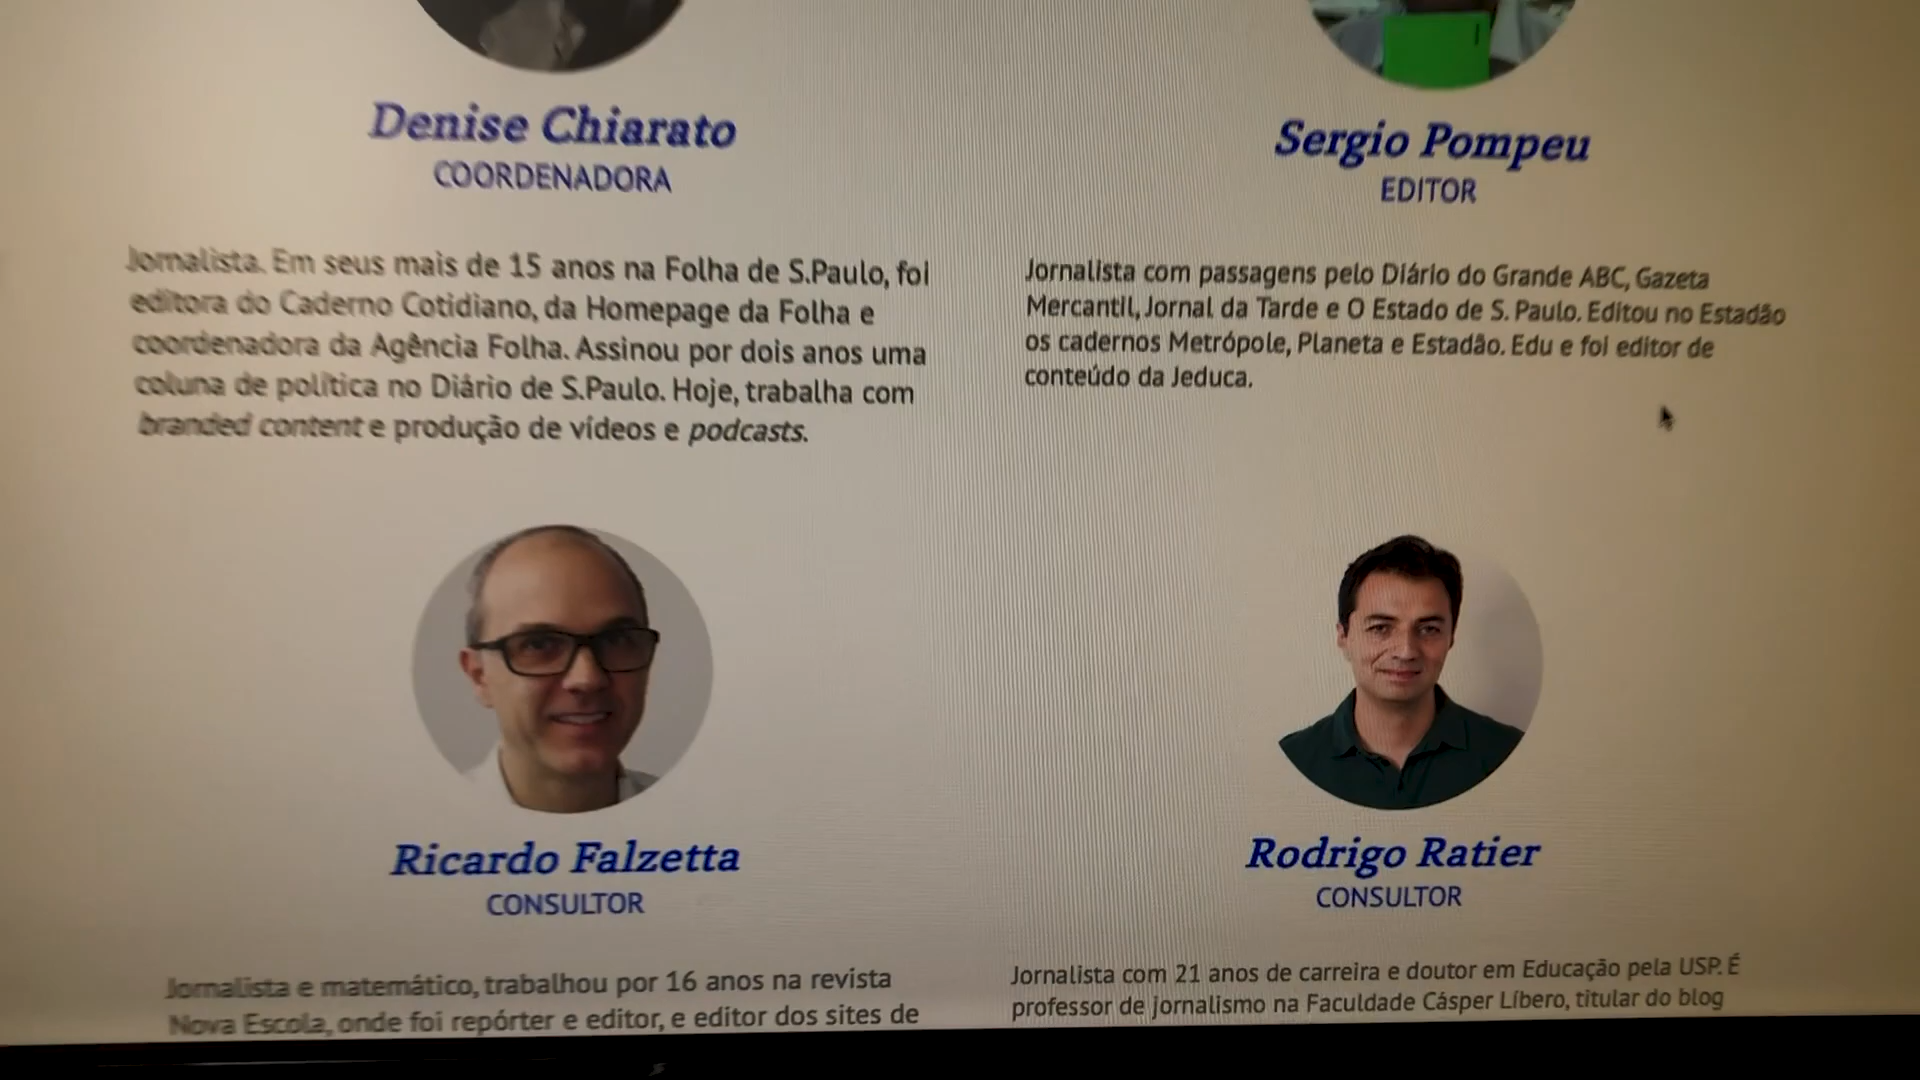 Denise Chiarato
COORDENADORA
Jornalista. Em seus mais de 15 anos na Folha de S.Paulo, foi
editora do Caderno Cotidiano, da Homepage da Folha e
coordenadora da Agência Folha. Assinou por dois anos uma
coluna de política no Diário de S.Paulo. Hoje, trabalha com
branded content e produção de vídeos e podcasts.
Sergio Pompeu
EDITOR
Jornalista com passagens pelo Diário do Grande ABC, Gazeta
Mercantil, Jornal da Tarde e O Estado de S. Paulo. Editou no Estadão
os cadernos Metrópole, Planeta e Estadão. Edu e foi editor de
conteúdo da Jeduca.
Ricardo Falzetta
CONSULTOR
Jornalista e matemático, trabalhou por 16 anos na revista
Nova Escola, onde foi repórter e editor, e editor dos sites de
Rodrigo Ratier
CONSULTOR
Jornalista com 21 anos de carreira e doutor em Educação pela USP. É
professor de jornalismo na Faculdade Cásper Líbero, titular do blog